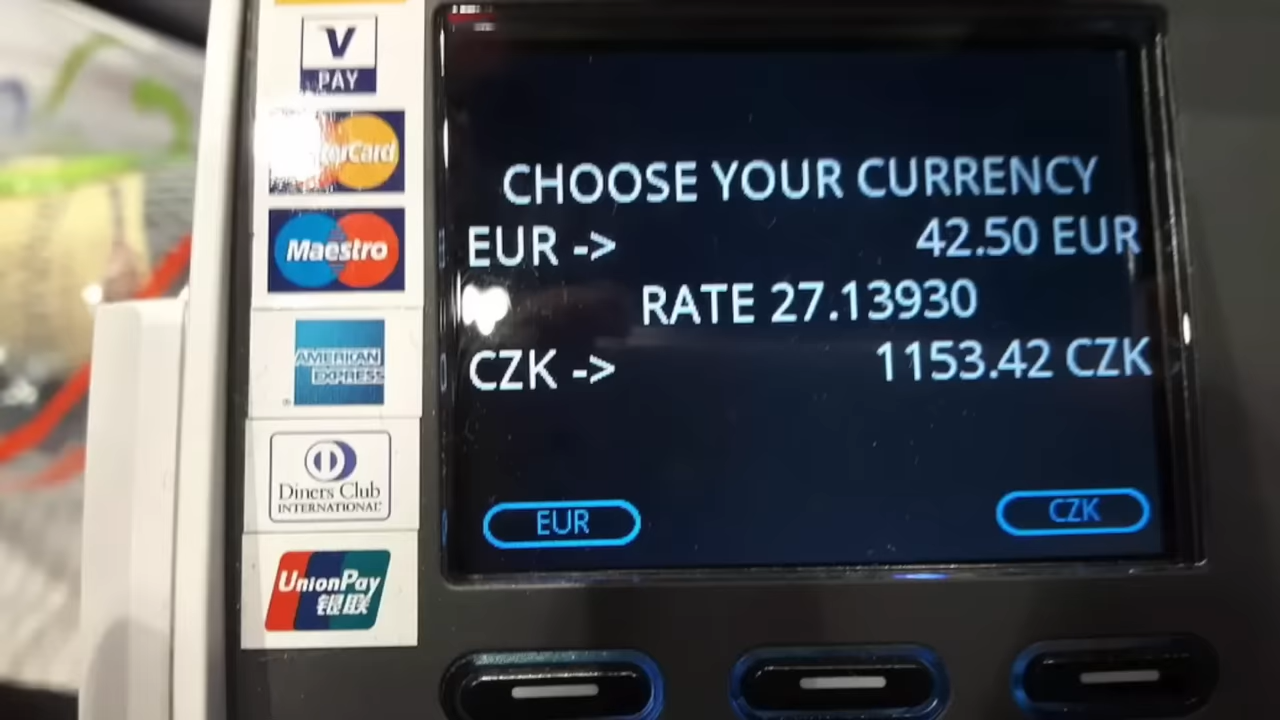 V
PAY
MasterCard
Maestro
AMERICAN
EXPRESS
Diners Club
INTERNATIONAL
UnionPay
银联
CHOOSE YOUR CURRENCY
EUR -> 42.50 EUR
RATE 27.13930
CZK -> 1153.42 CZK
EUR
CZK